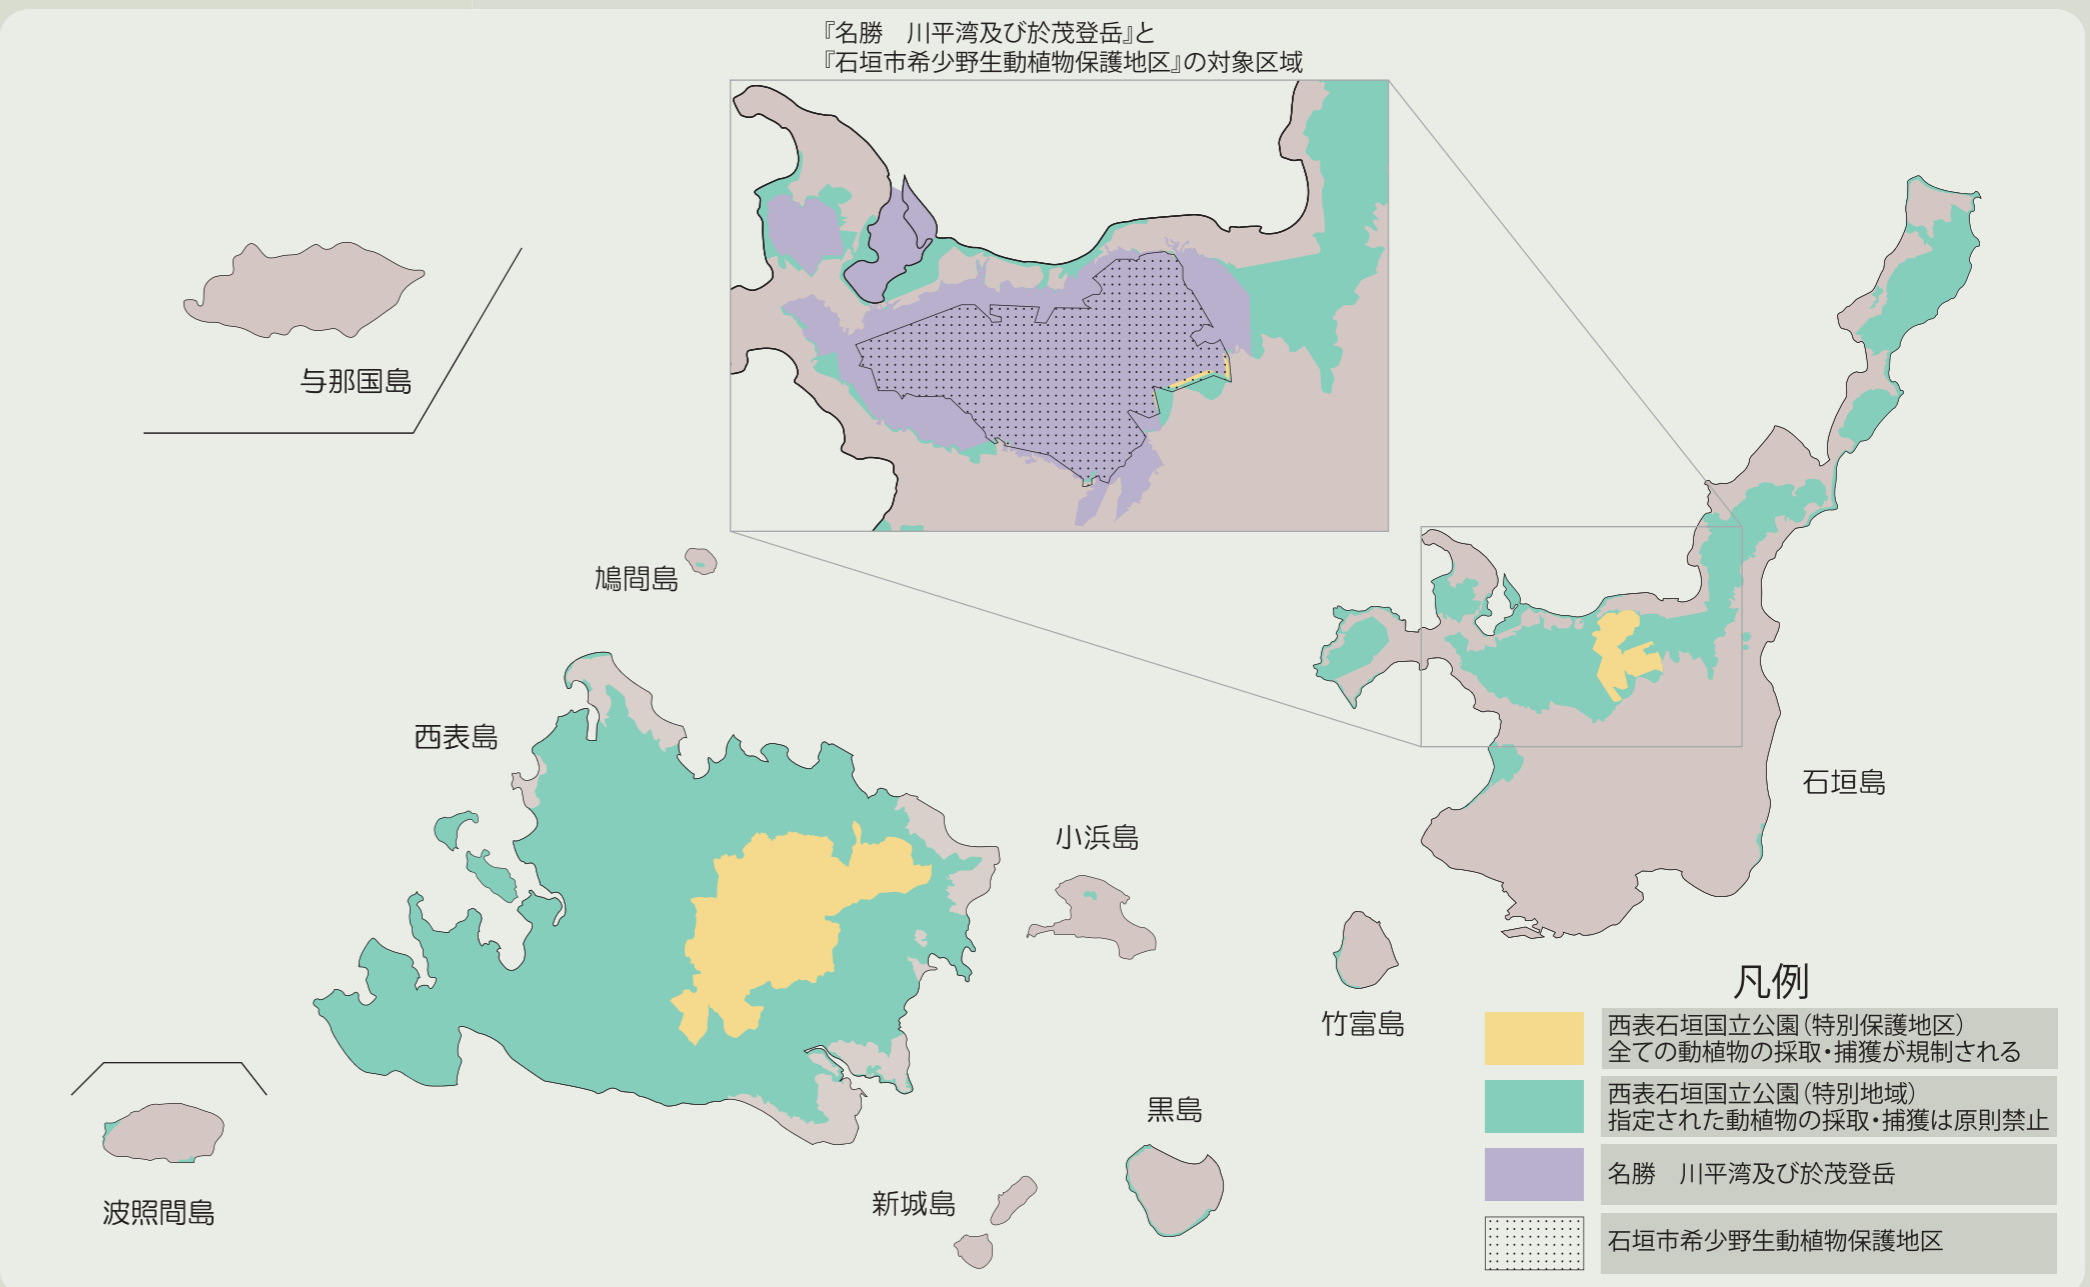 『名勝　川平湾及び於茂登岳』と
『石垣市希少野生動植物保護地区』の対象区域
与那国島
鳩間島
西表島
石垣島
小浜島
竹富島
黒島
新城島
波照間島
凡例
西表石垣国立公園（特別保護地区）
全ての動植物の採取・捕獲が規制される
西表石垣国立公園（特別地域）
指定された動植物の採取・捕獲は原則禁止
名勝　川平湾及び於茂登岳
石垣市希少野生動植物保護地区